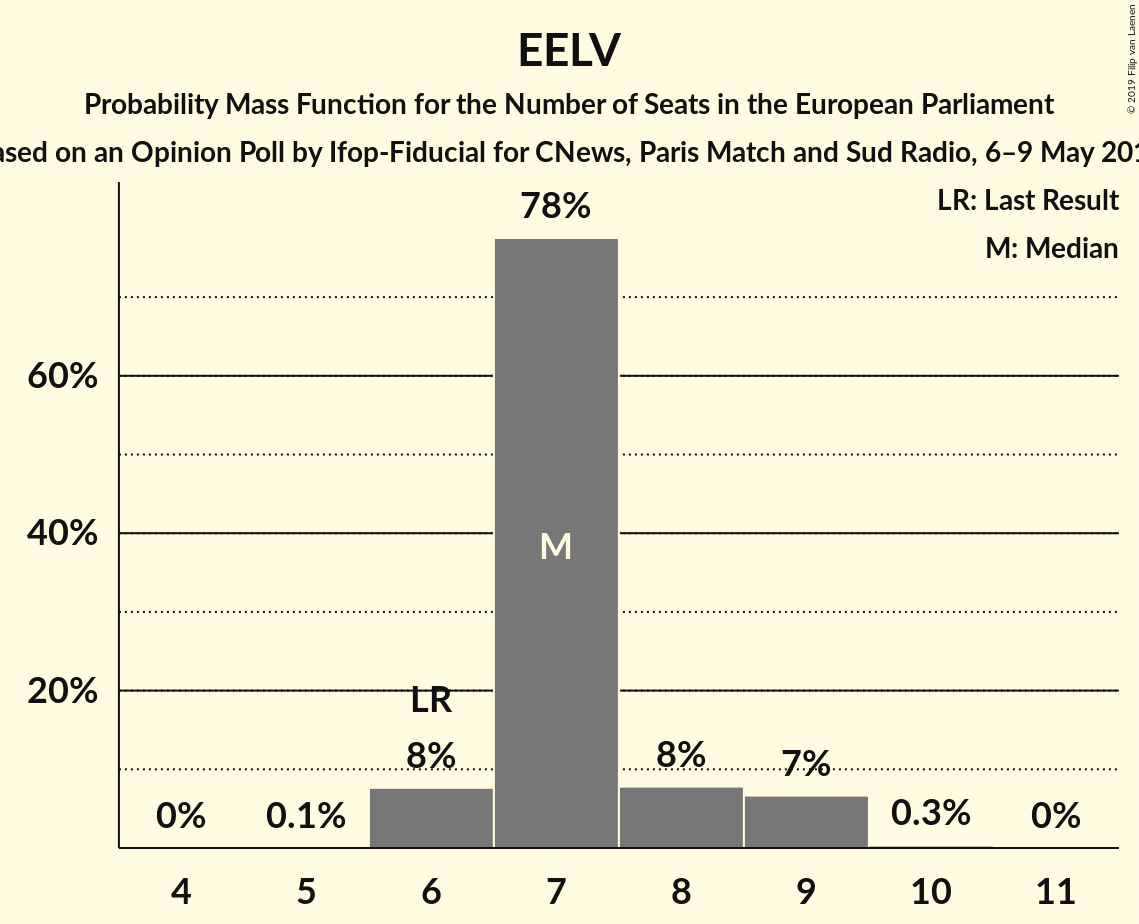 EELV
Probability Mass Function for the Number of Seats in the European Parliament
on an Opinion Poll by Ifop-Fiducial for CNews, Paris Match and Sud Radio, 6–9 May
© 2019 Filip van Laenen
LR: Last Result
M: Median
78%
60%
40%
20%
M
LR
0%
0.1%
8%
8%
7%
0.3%
0%
4
5
6
7
8
9
10
11